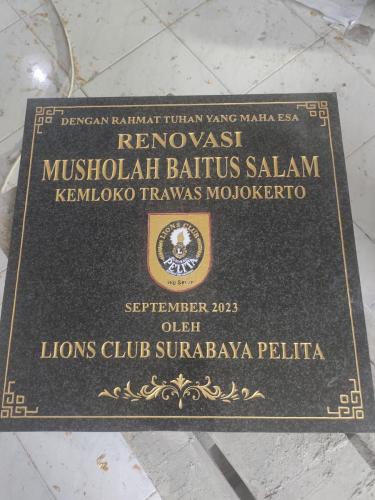 DENGAN RAHMAT TUHAN YANG MAHA ESA
RENOVASI
MUSHOLAH BAITUS SALAM
KEMLOKO TRAWAS MOJOKERTO
LIONS CLUB
L
PELITA
SEPTEMBER 2023
OLEH
LIONS CLUB SURABAYA PELITA